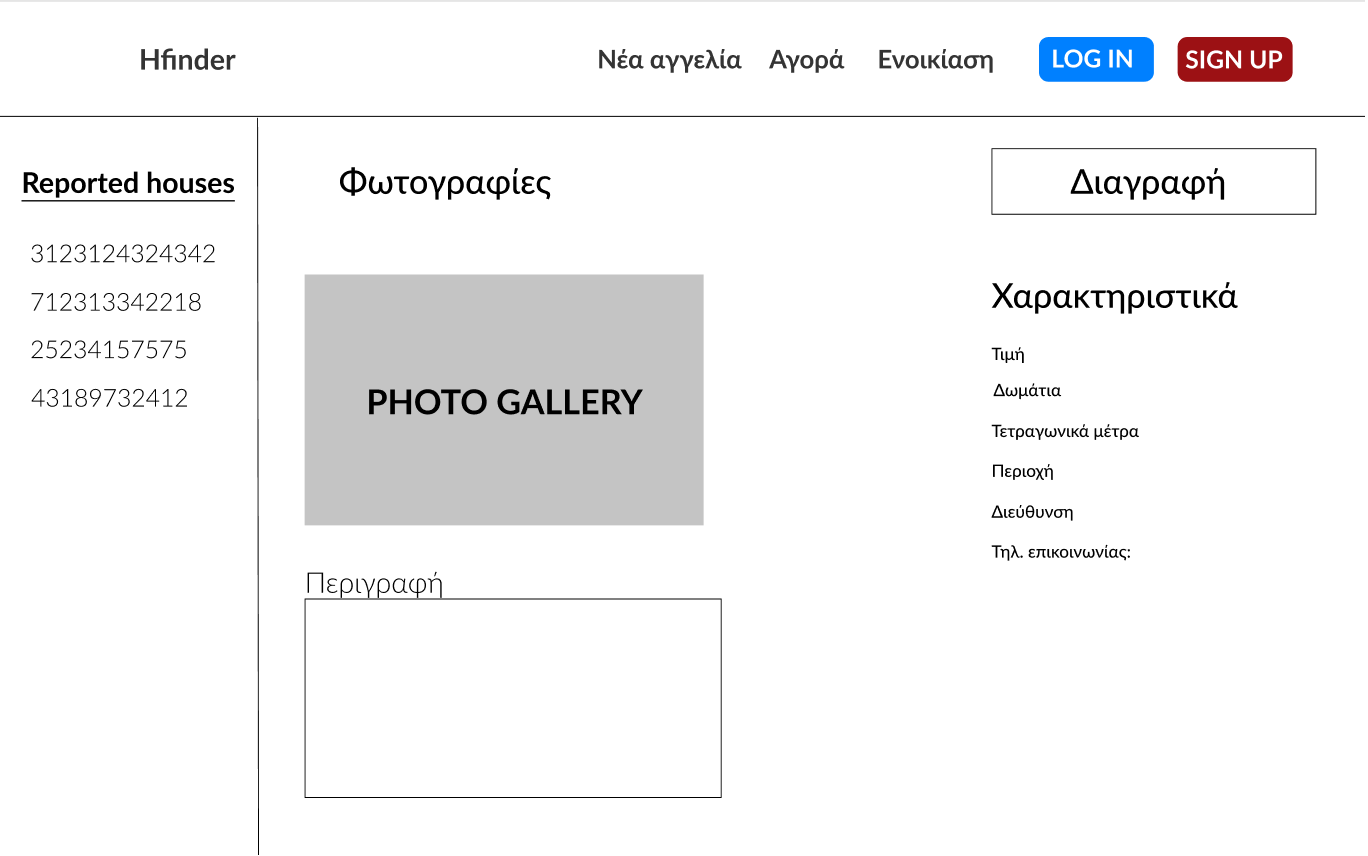 Hfinder
Νέα αγγελία
Αγορά
Ενοικίαση
LOG IN
SIGN UP
Reported houses
3123124324342
712313342218
25234157575
43189732412
Φωτογραφίες
PHOTO GALLERY
Περιγραφή
Διαγραφή
Χαρακτηριστικά
Τιμή
Δωμάτια
Τετραγωνικά μέτρα
Περιοχή
Διεύθυνση
Τηλ. επικοινωνίας: